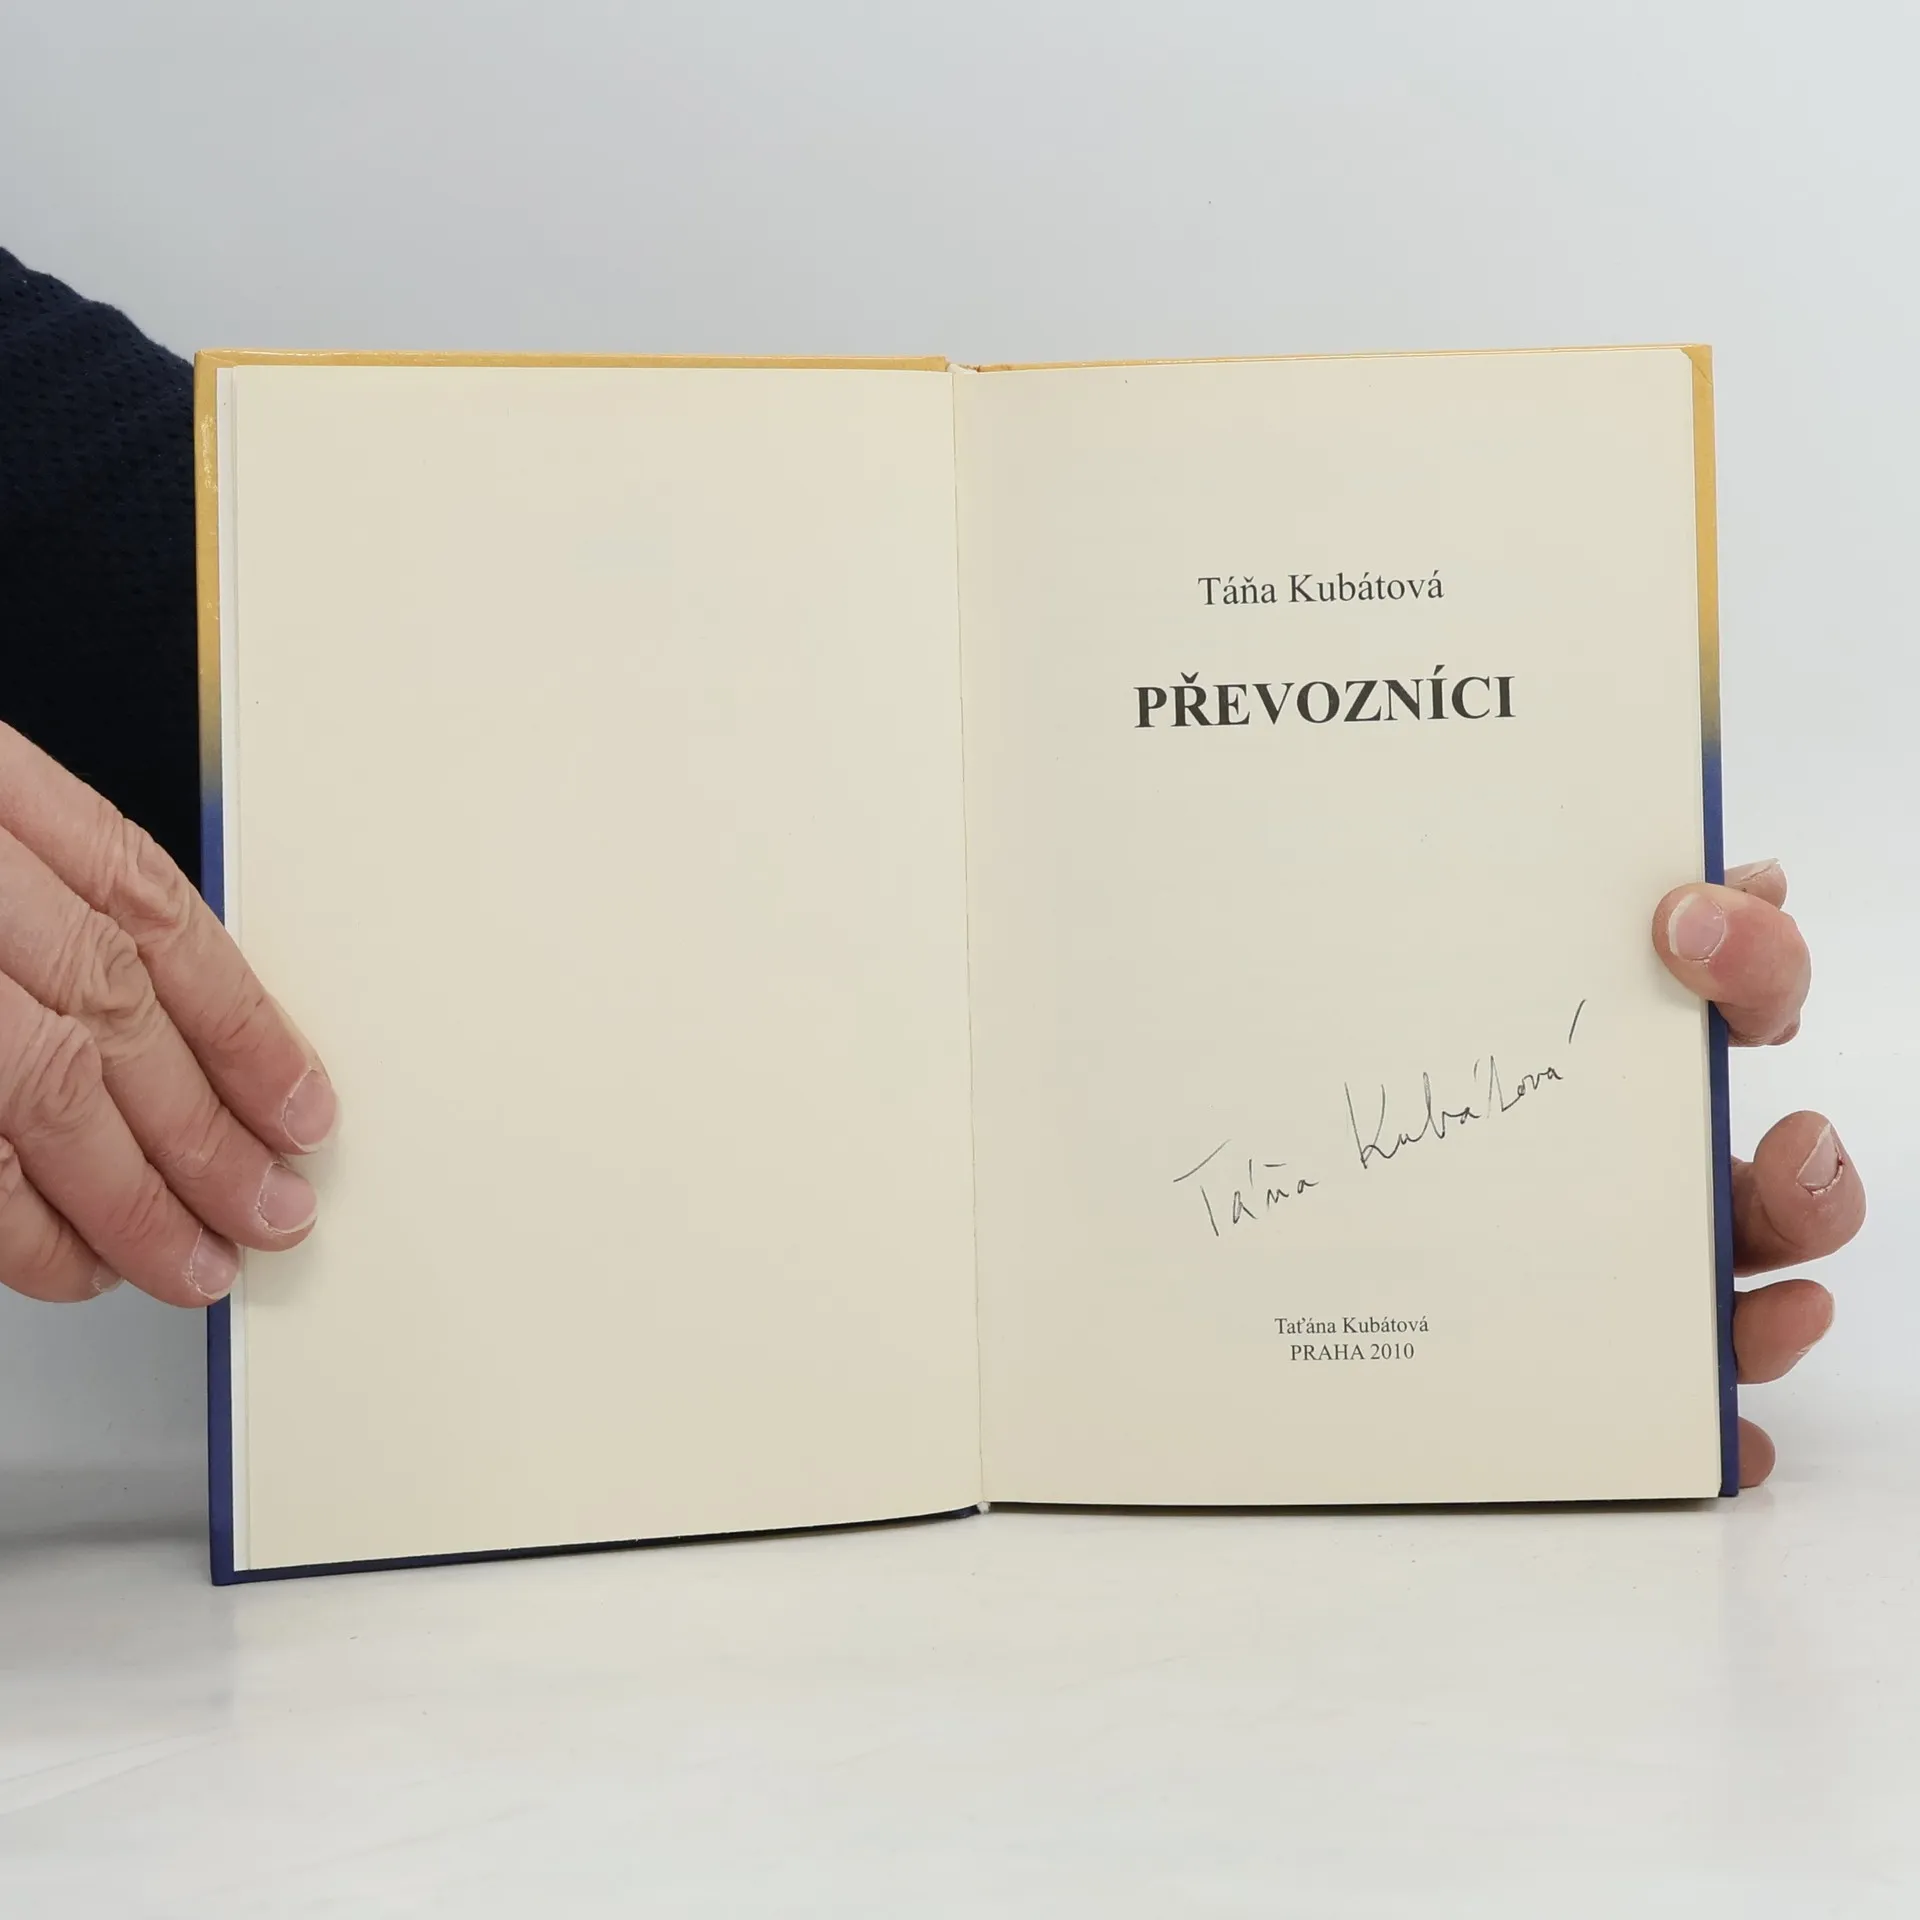 Táňa Kubátová
PŘEVOZNÍCI
Táňa Kubátová
Taťána Kubátová
PRAHA 2010